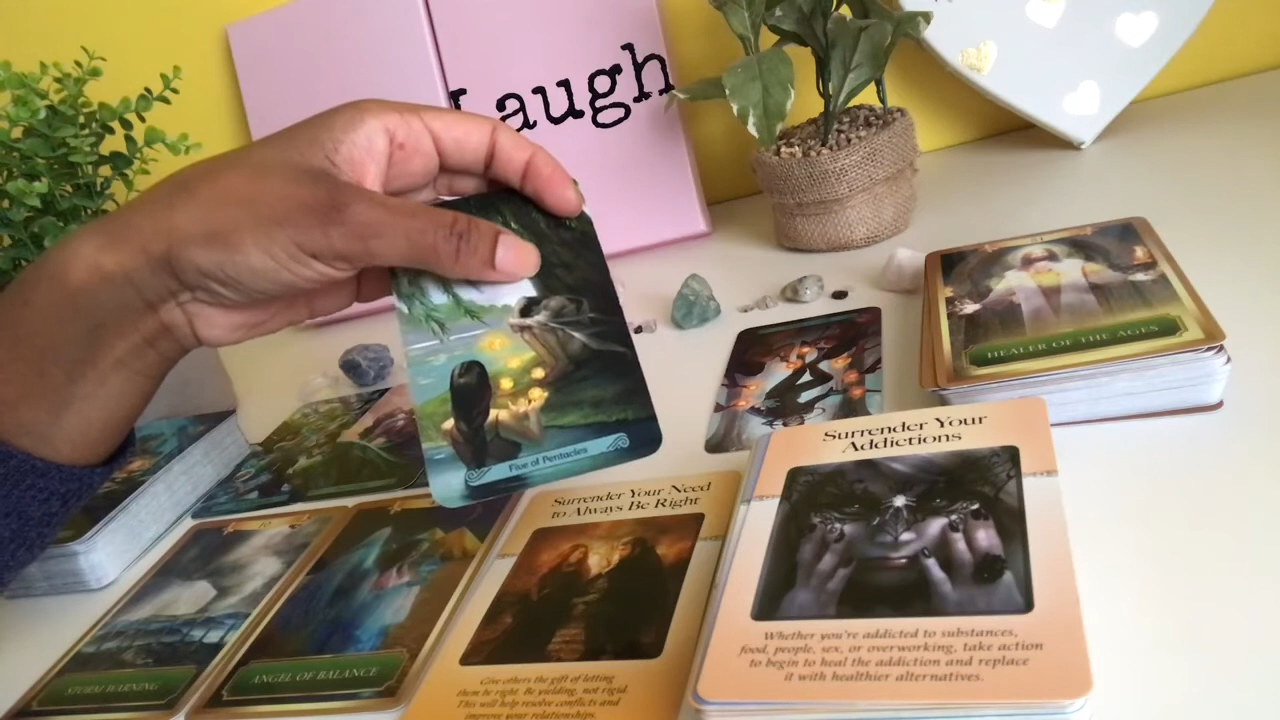 Laugh
HEALER OF THE AGES
Five of Pentacles
Surrender Your
Addictions
Whether you're addicted to substances,
food, people, sex, or overworking, take action
to begin to heal the addiction and replace
it with healthier alternatives.
Surrender Your Need
to Always Be Right
Give others the gift of letting
them be right. Be yielding, not rigid.
This will help resolve conflicts and
improve your relationships.
10
STORM WARNING
ANGEL OF BALANCE